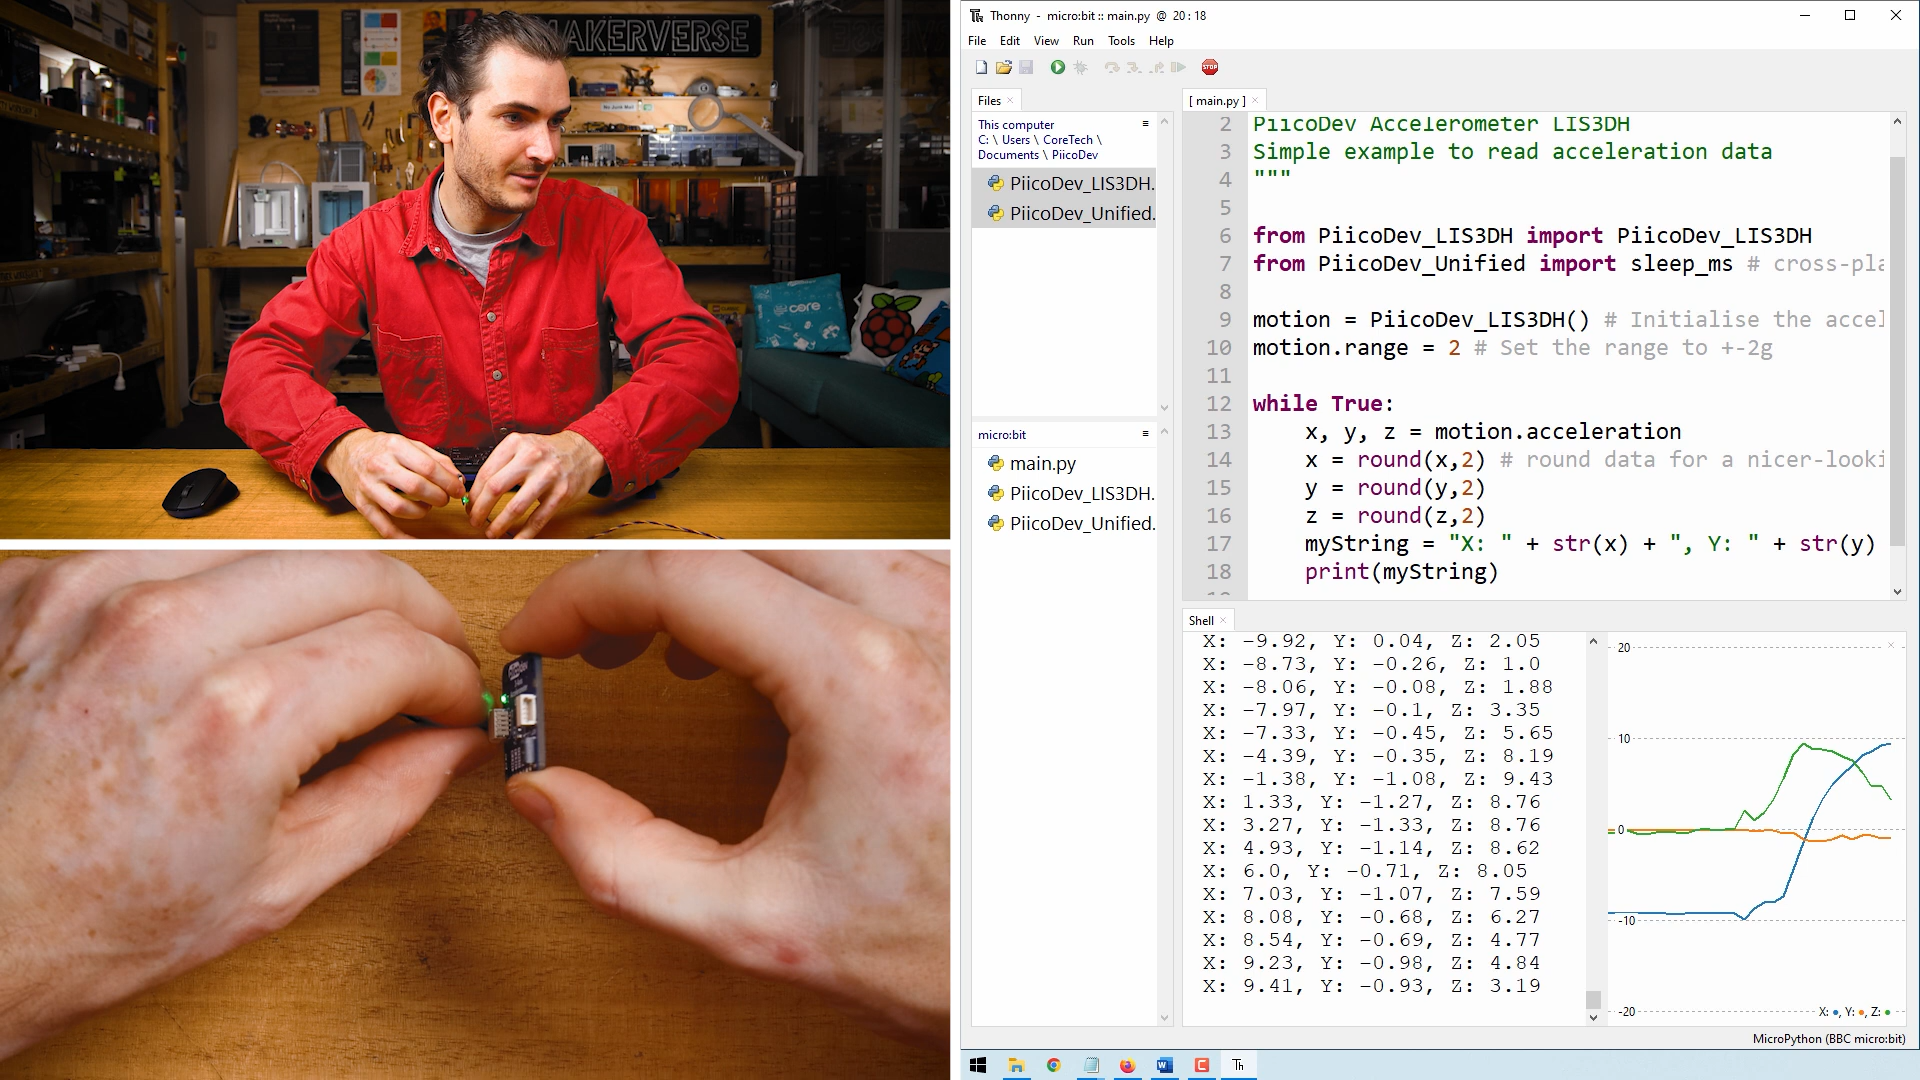 MAKERVERSE
No Junk Mail
core
Thonny - micro:bit :: main.py @ 20 : 18
File Edit View Run Tools Help
STOP
Files
[ main.py ]
This computer
C: \ Users \ CoreTech \
Documents \ PiicoDev
PiicoDev_LIS3DH.
PiicoDev_Unified.
micro:bit
main.py
PiicoDev_LIS3DH.
PiicoDev_Unified.
2 PiicoDev Accelerometer LIS3DH
3 Simple example to read acceleration data
4 """
5
6 from PiicoDev_LIS3DH import PiicoDev_LIS3DH
7 from PiicoDev_Unified import sleep_ms # cross-pla
8
9 motion = PiicoDev_LIS3DH() # Initialise the accel
10 motion.range = 2 # Set the range to +-2g
11
12 while True:
13 x, y, z = motion.acceleration
14 x = round(x,2) # round data for a nicer-looki
15 y = round(y,2)
16 z = round(z,2)
17 myString = "X: " + str(x) + ", Y: " + str(y)
18 print(myString)
Shell
X: -9.92, Y: 0.04, Z: 2.05
X: -8.73, Y: -0.26, Z: 1.0
X: -8.06, Y: -0.08, Z: 1.88
X: -7.97, Y: -0.1, Z: 3.35
X: -7.33, Y: -0.45, Z: 5.65
X: -4.39, Y: -0.35, Z: 8.19
X: -1.38, Y: -1.08, Z: 9.43
X: 1.33, Y: -1.27, Z: 8.76
X: 3.27, Y: -1.33, Z: 8.76
X: 4.93, Y: -1.14, Z: 8.62
X: 6.0, Y: -0.71, Z: 8.05
X: 7.03, Y: -1.07, Z: 7.59
X: 8.08, Y: -0.68, Z: 6.27
X: 8.54, Y: -0.69, Z: 4.77
X: 9.23, Y: -0.98, Z: 4.84
X: 9.41, Y: -0.93, Z: 3.19
20
10
0
-10
-20
X: , Y: , Z:
MicroPython (BBC micro:bit)
Th